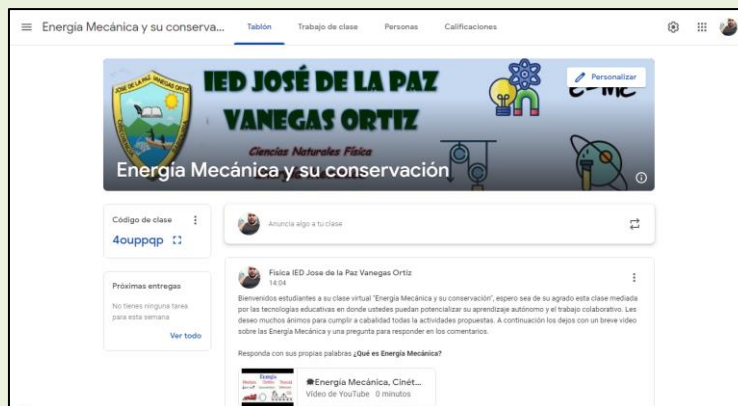 Energía Mecánica y su conserva...
Tablón
Trabajo de clase
Personas
Calificaciones
IED JOSÉ DE LA PAZ
VANEGAS ORTIZ
Ciencias Naturales Física
Energía Mecánica y su conservación
Personalizar
Código de clase
4ouppqp
Anuncia algo a tu clase
Próximas entregas
No tienes ninguna tarea
para esta semana
Ver todo
Física IED Jose de la Paz Vanegas Ortiz
14:04
Bienvenidos estudiantes a su clase virtual "Energía Mecánica y su conservación", espero sea de su agrado esta clase mediada
por las tecnologías educativas en donde ustedes puedan potencializar su aprendizaje autónomo y el trabajo colaborativo. Les
deseo muchos ánimos para cumplir a cabalidad todas la actividades propuestas. A continuación los dejos con un breve video
sobre las Energía Mecánica y una pregunta para responder en los comentarios.
Responda con sus propias palabras ¿Qué es Energía Mecánica?
Energía Mecánica, Cinét...
Vídeo de YouTube 0 minutos